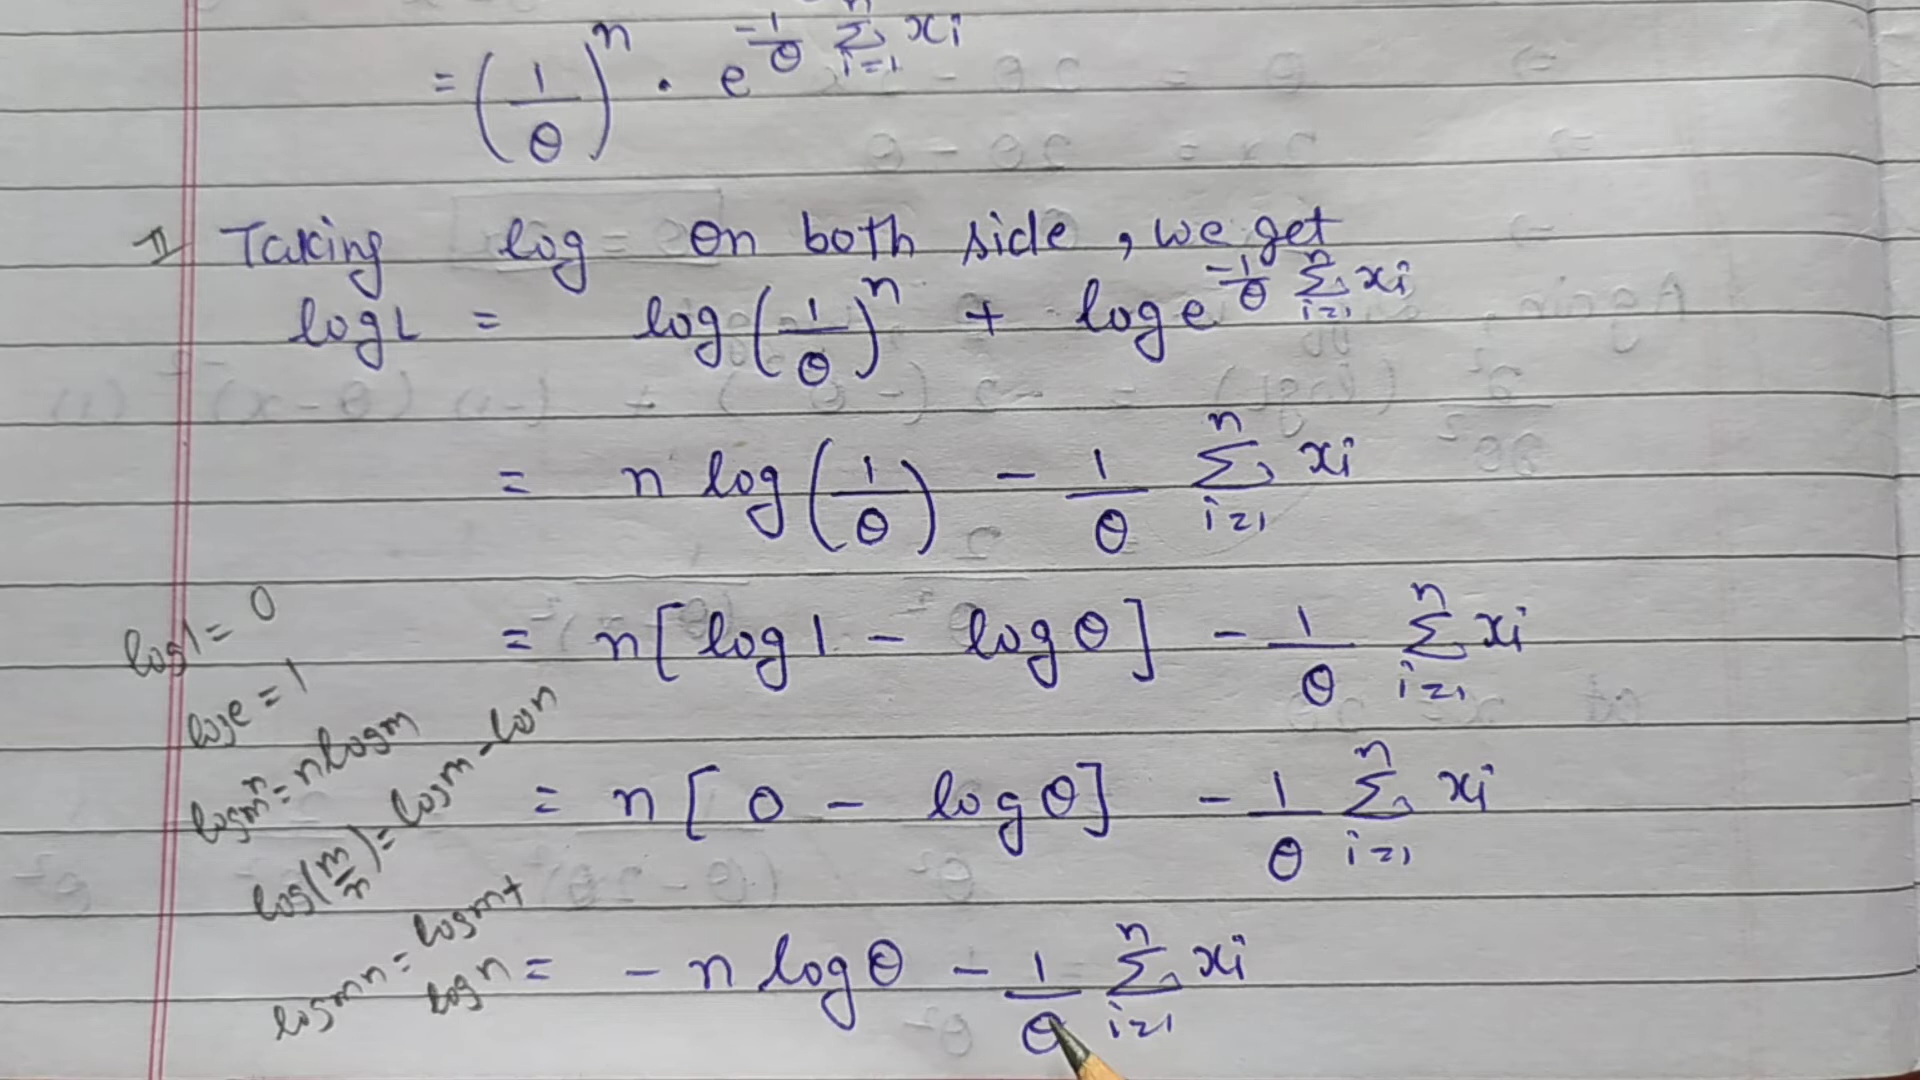 = (1/θ)^n · e^{-1/θ Σ_{i=1}^{n} xi}
II Taking log on both side, we get
log L = log (1/θ)^n + log e^{-1/θ Σ_{i=1}^{n} xi}
= n log (1/θ) - 1/θ Σ_{i=1}^{n} xi
= n [log 1 - log θ] - 1/θ Σ_{i=1}^{n} xi
= n [0 - log θ] - 1/θ Σ_{i=1}^{n} xi
= - n log θ - 1/θ Σ_{i=1}^{n} xi
log 1 = 0
log e = 1
log m^n = n log m
log (m/n) = log m - log n
log mn = log m +
log n